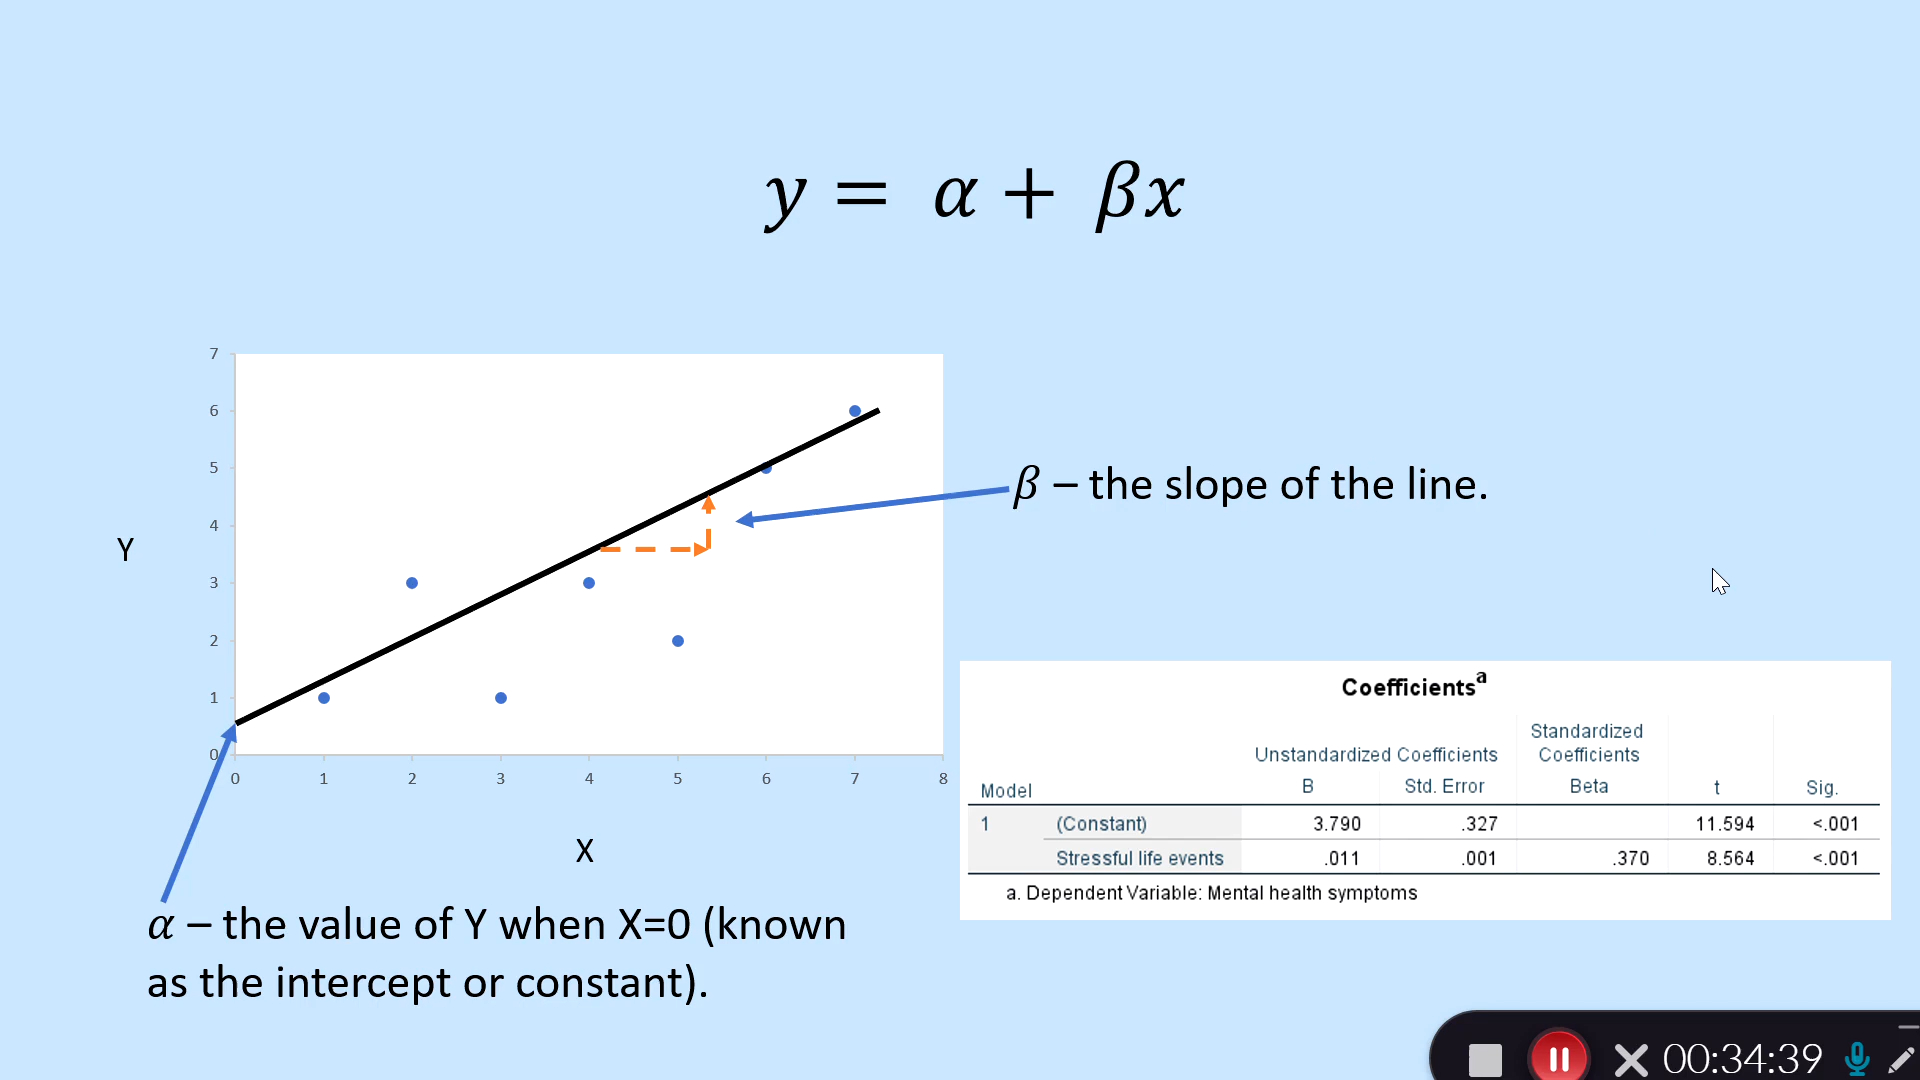 y = α + βx
7
6
5
4
3
2
1
0
0 1 2 3 4 5 6 7 8
Y
X
β – the slope of the line.
α – the value of Y when X=0 (known
as the intercept or constant).
Coefficientsa
Standardized
Unstandardized Coefficients Coefficients
Model B Std. Error Beta t Sig.
1 (Constant) 3.790 .327 11.594 <.001
Stressful life events .011 .001 .370 8.564 <.001
a. Dependent Variable: Mental health symptoms
00:34:39